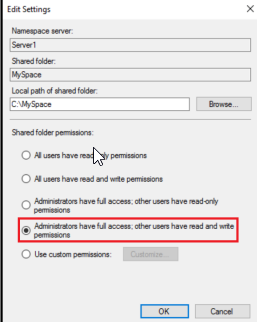 Edit Settings
Namespace server:
Server1
Shared folder:
MySpace
Local path of shared folder:
C:\MySpace
Browse...
Shared folder permissions:
All users have read-only permissions
All users have read and write permissions
Administrators have full access; other users have read-only
permissions
Administrators have full access; other users have read and write
permissions
Use custom permissions:
Customize...
OK
Cancel